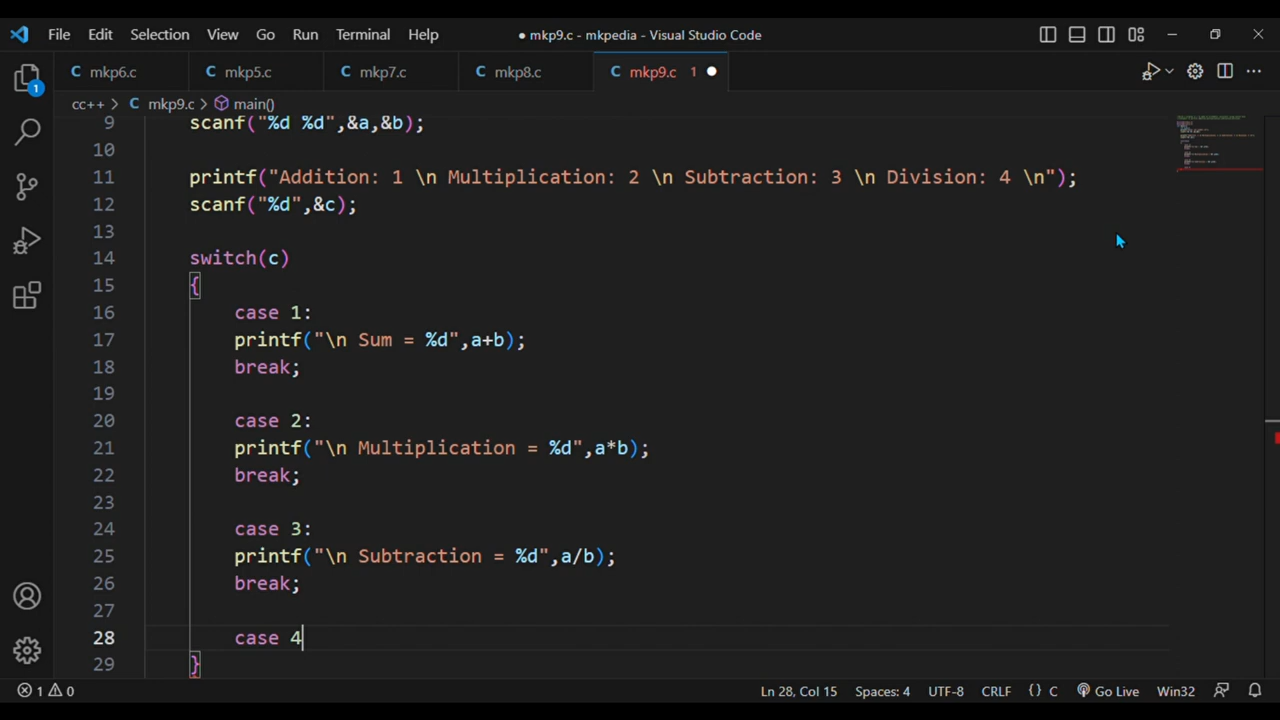 File Edit Selection View Go Run Terminal Help ● mkp9.c - mkpedia - Visual Studio Code
C mkp6.c C mkp5.c C mkp7.c C mkp8.c C mkp9.c 1 ●
1
cc++ > C mkp9.c > main()
9 scanf("%d %d",&a,&b);
10
11 printf("Addition: 1 \n Multiplication: 2 \n Subtraction: 3 \n Division: 4 \n");
12 scanf("%d",&c);
13
14 switch(c)
15 {
16 case 1:
17 printf("\n Sum = %d",a+b);
18 break;
19
20 case 2:
21 printf("\n Multiplication = %d",a*b);
22 break;
23
24 case 3:
25 printf("\n Subtraction = %d",a/b);
26 break;
27
28 case 4
29 }
1 0 Ln 28, Col 15 Spaces: 4 UTF-8 CRLF {} C Go Live Win32